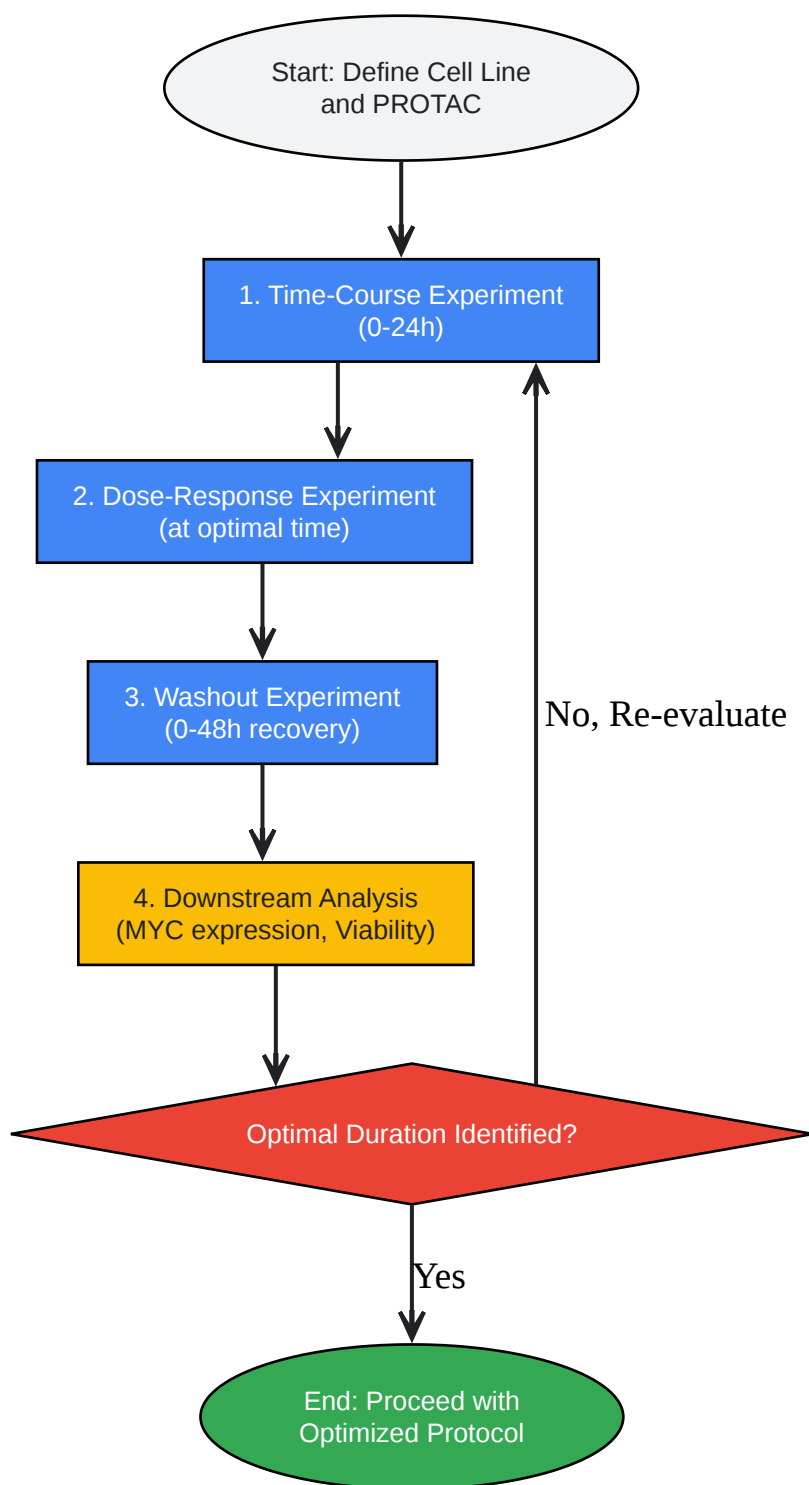 Start: Define Cell Line
and PROTAC
1. Time-Course Experiment
(0-24h)
2. Dose-Response Experiment
(at optimal time)
3. Washout Experiment
(0-48h recovery)
No, Re-evaluate
4. Downstream Analysis
(MYC expression, Viability)
Optimal Duration Identified?
Yes
End: Proceed with
Optimized Protocol